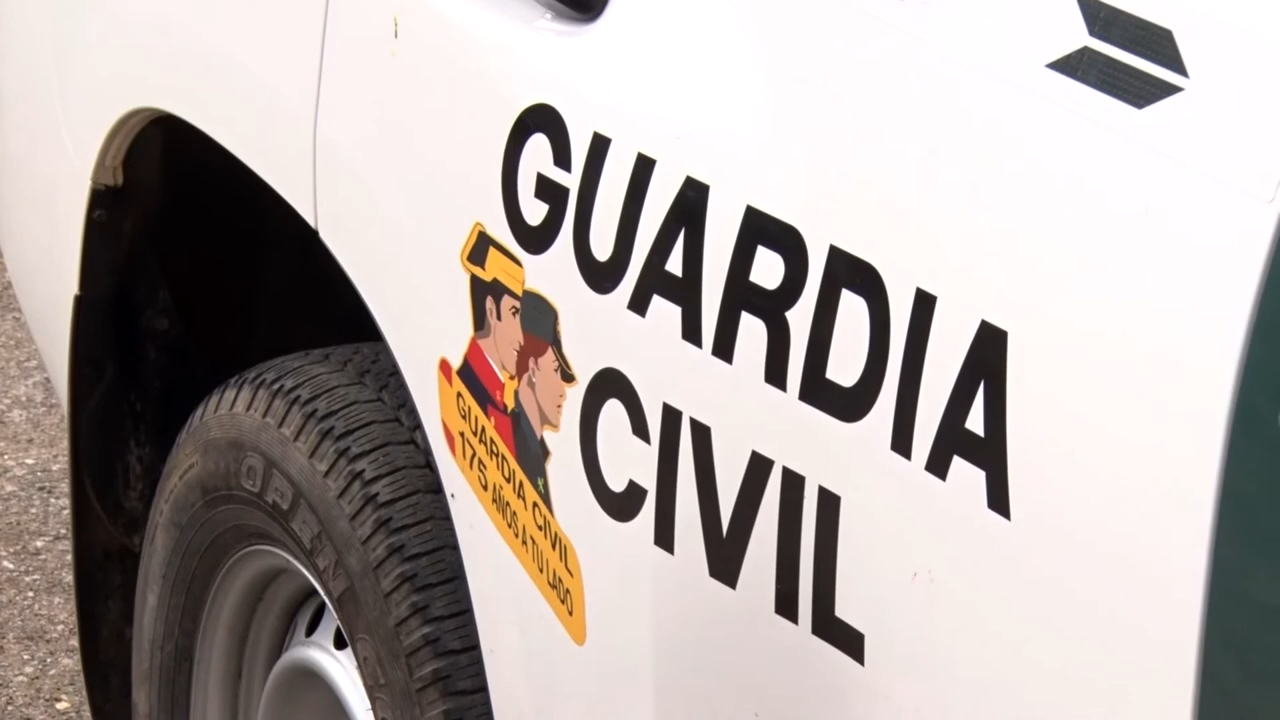 GUARDIA
CIVIL
GUARDIA CIVIL
175 AÑOS A TU LADO
OPEN